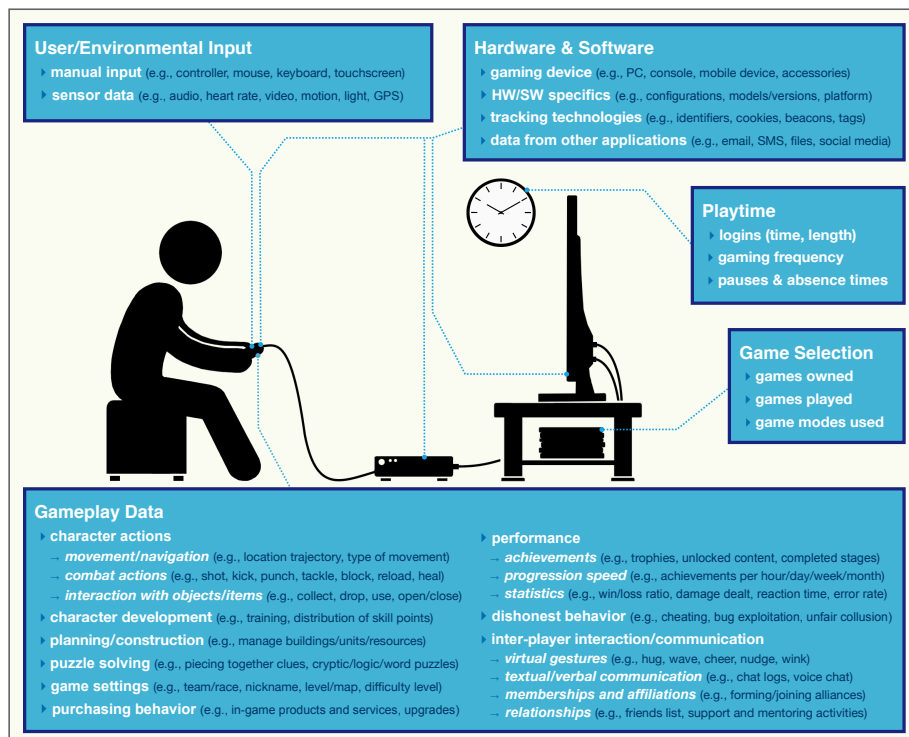 User/Environmental Input
manual input (e.g., controller, mouse, keyboard, touchscreen)
sensor data (e.g., audio, heart rate, video, motion, light, GPS)
Hardware & Software
gaming device (e.g., PC, console, mobile device, accessories)
HW/SW specifics (e.g., configurations, models/versions, platform)
tracking technologies (e.g., identifiers, cookies, beacons, tags)
data from other applications (e.g., email, SMS, files, social media)
Playtime
logins (time, length)
gaming frequency
pauses & absence times
Game Selection
games owned
games played
game modes used
Gameplay Data
character actions
→ movement/navigation (e.g., location trajectory, type of movement)
→ combat actions (e.g., shot, kick, punch, tackle, block, reload, heal)
→ interaction with objects/items (e.g., collect, drop, use, open/close)
character development (e.g., training, distribution of skill points)
planning/construction (e.g., manage buildings/units/resources)
puzzle solving (e.g., piecing together clues, cryptic/logic/word puzzles)
game settings (e.g., team/race, nickname, level/map, difficulty level)
purchasing behavior (e.g., in-game products and services, upgrades)
performance
→ achievements (e.g., trophies, unlocked content, completed stages)
→ progression speed (e.g., achievements per hour/day/week/month)
→ statistics (e.g., win/loss ratio, damage dealt, reaction time, error rate)
dishonest behavior (e.g., cheating, bug exploitation, unfair collusion)
inter-player interaction/communication
→ virtual gestures (e.g., hug, wave, cheer, nudge, wink)
→ textual/verbal communication (e.g., chat logs, voice chat)
→ memberships and affiliations (e.g., forming/joining alliances)
→ relationships (e.g., friends list, support and mentoring activities)